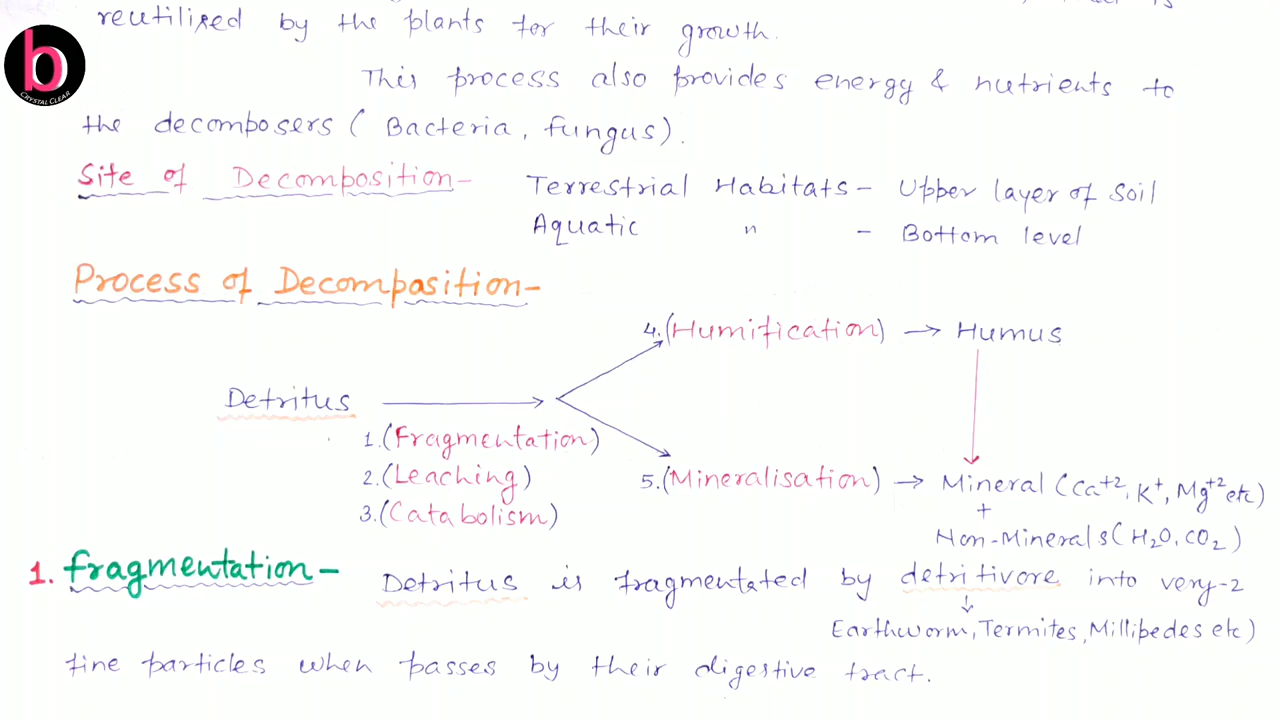 reutilized by the plants for their growth.
b
CRYSTAL CLEAR
This process also provides energy & nutrients to
the decomposers ( Bacteria, fungus).
Site of Decomposition- Terrestrial Habitats - Upper layer of Soil
Aquatic " - Bottom level
Process of Decomposition-
4.(Humification) → Humus
Detritus
1.(Fragmentation)
2.(Leaching)
3.(Catabolism)
5.(Mineralisation) → Mineral (Ca+2, K+, Mg+2 etc)
+
Non-Minerals(H2O, CO2)
1. fragmentation- Detritus is fragmentated by detritivore into very-2
↓
Earthworm, Termites, Millipedes etc)
fine particles when passes by their digestive tract.